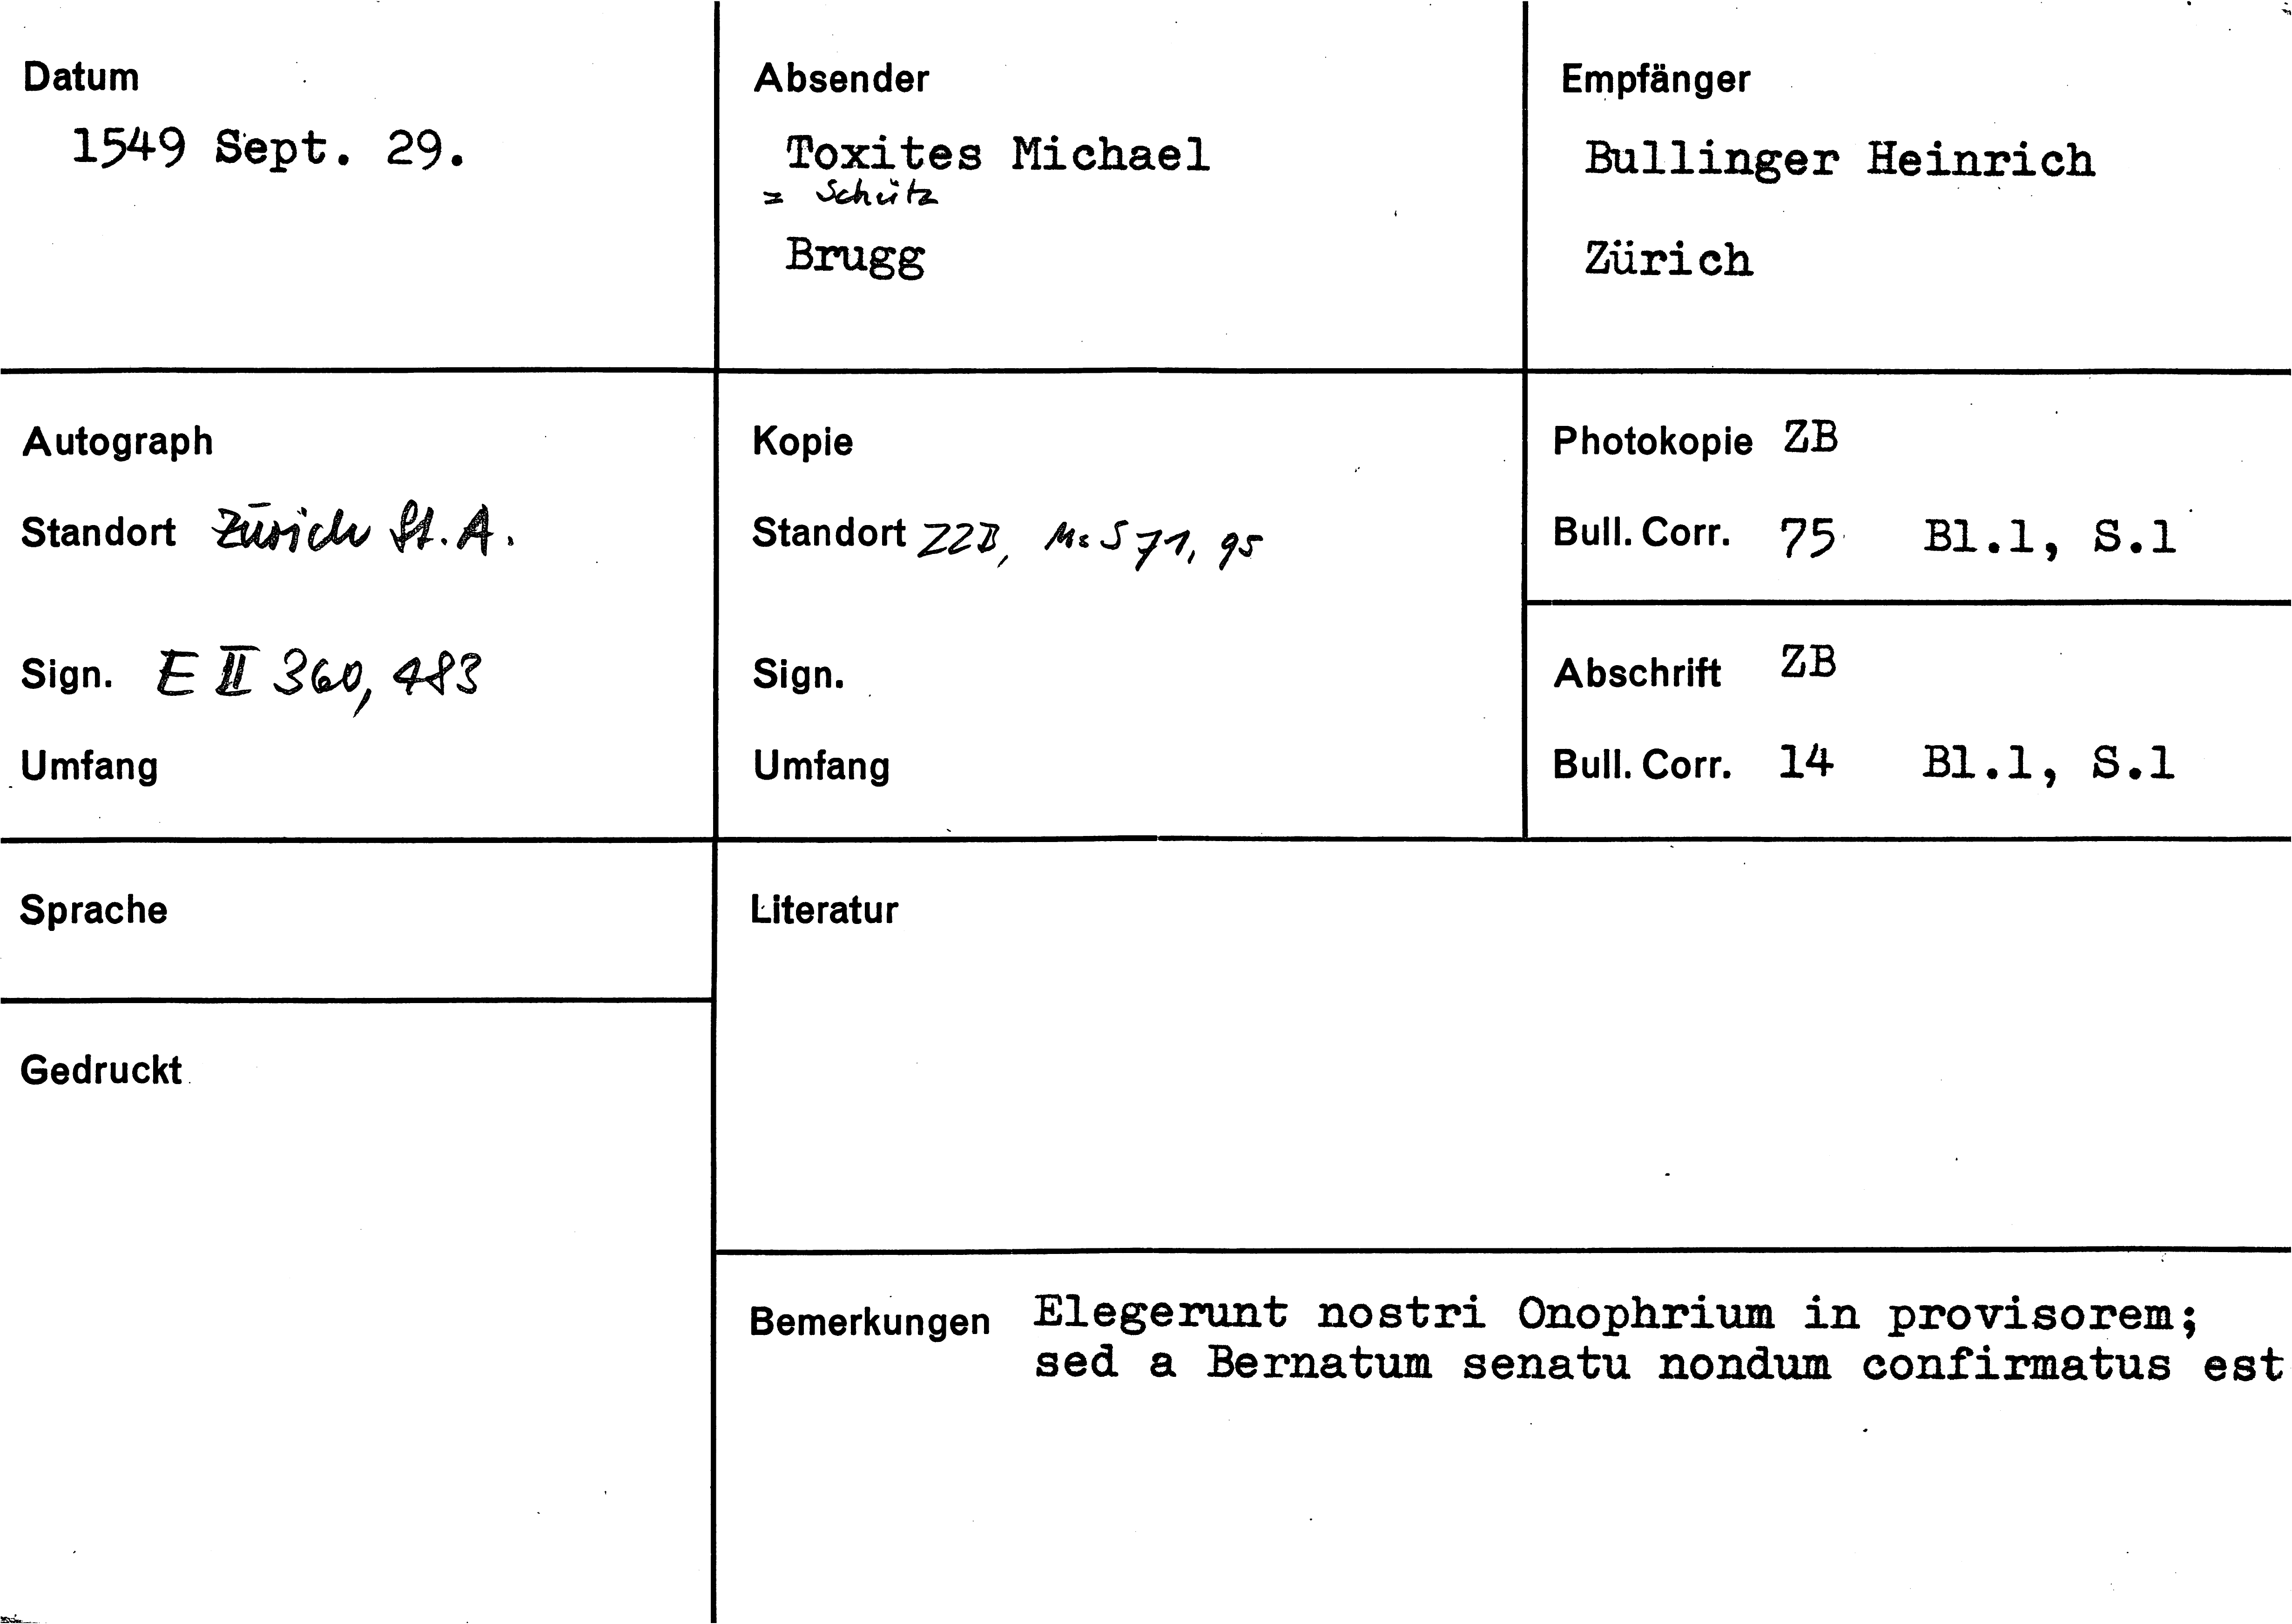 Datum
1549 Sept. 29.
Absender
Toxites Michael
= Schütz
Brugg
Empfänger
Bullinger Heinrich
Zürich
Autograph
Standort Zürich St. A.
Sign. E II 360, 483
Umfang
Kopie
Standort ZZB, Ms S 71, 95
Sign.
Umfang
Photokopie ZB
Bull. Corr. 75 Bl.1, S.1
Abschrift ZB
Bull. Corr. 14 Bl.1, S.1
Sprache
Gedruckt
Literatur
Bemerkungen Elegerunt nostri Onophrium in provisorem;
sed a Bernatum senatu nondum confirmatus est